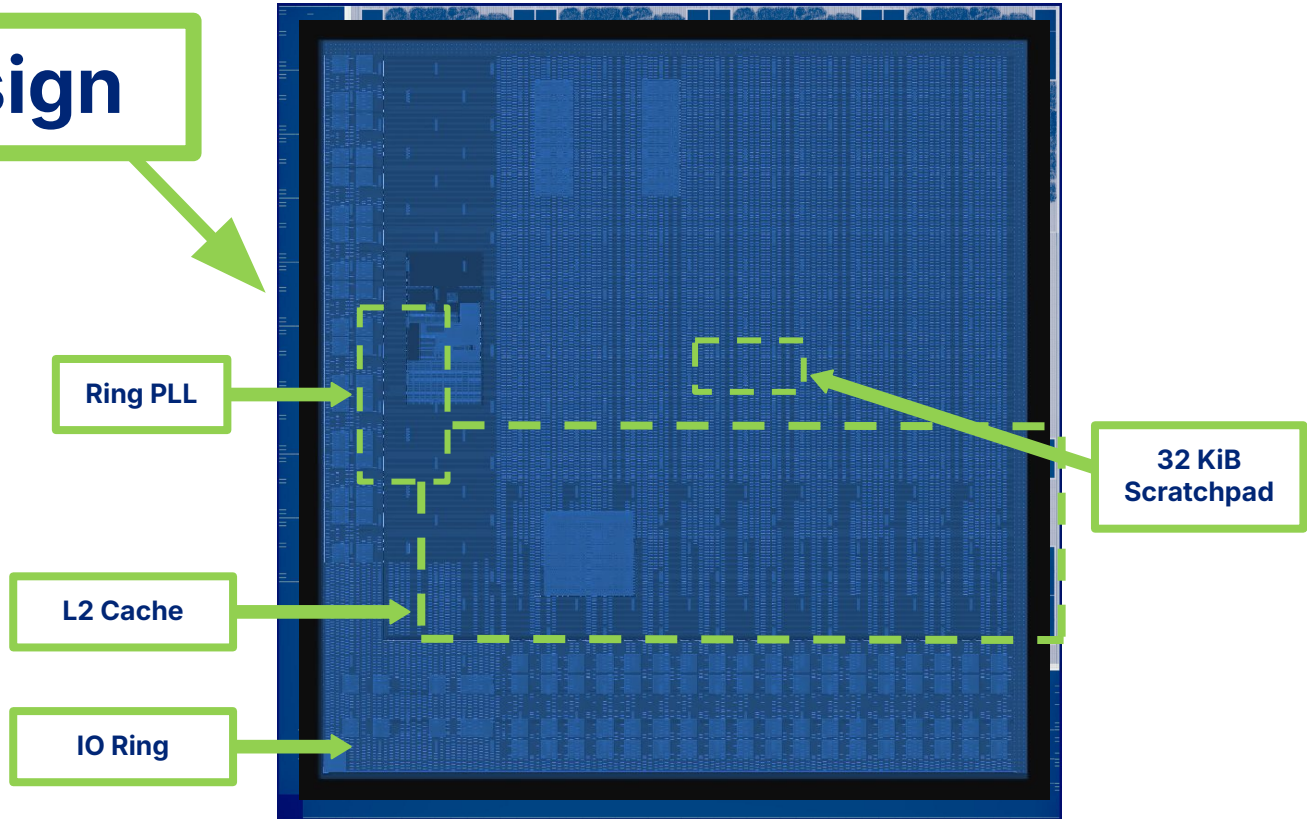 sign
Ring PLL
32 KiB
Scratchpad
L2 Cache
IO Ring